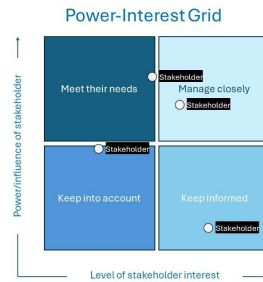 Power-Interest Grid
Power/influence of stakeholder
Stakeholder
Meet their needs
Manage closely
Stakeholder
Stakeholder
Keep into account
Keep informed
Stakeholder
Level of stakeholder interest